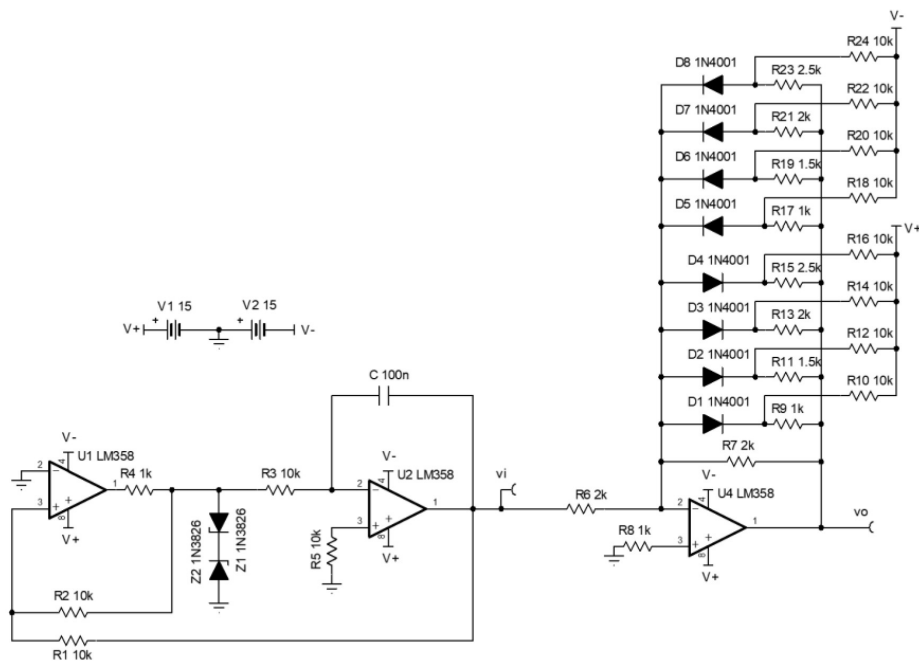 V-
R24 10k
D8 1N4001
R23 2.5k
R22 10k
D7 1N4001
R21 2k
R20 10k
D6 1N4001
R19 1.5k
R18 10k
D5 1N4001
R17 1k
V+
R16 10k
D4 1N4001
R15 2.5k
R14 10k
D3 1N4001
R13 2k
R12 10k
D2 1N4001
R11 1.5k
R10 10k
D1 1N4001
R9 1k
R7 2k
V1 15
V2 15
+
+
V+
V-
C 100n
V-
U1 LM358
2
4
1
3
8
V+
R4 1k
R3 10k
Z2 1N3826
Z1 1N3826
R2 10k
R1 10k
V-
U2 LM358
2
4
1
3
8
V+
R5 10k
vi
R6 2k
V-
U4 LM358
2
4
1
3
8
V+
R8 1k
vo